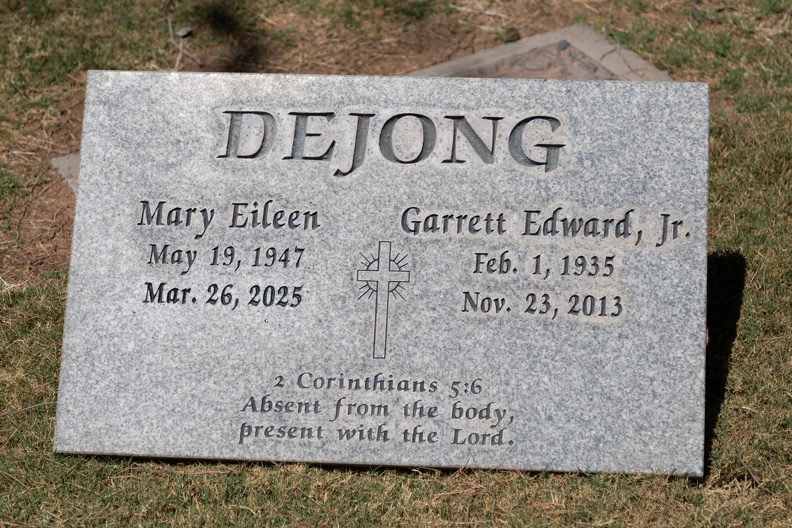 DEJONG
Mary Eileen
May 19, 1947
Mar. 26, 2025
Garrett Edward, Jr.
Feb. 1, 1935
Nov. 23, 2013
2 Corinthians 5:6
Absent from the body,
present with the Lord.